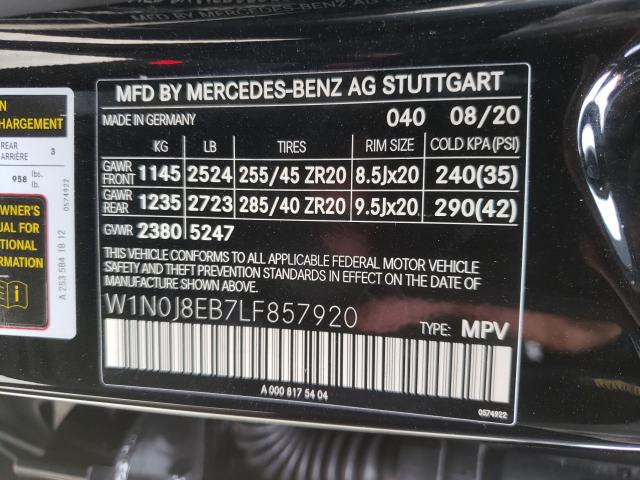 MFD BY MERCEDES-BENZ AG STUTTGART
MADE IN GERMANY 040 08/20
KG LB TIRES RIM SIZE COLD KPA(PSI)
GAWR FRONT 1145 2524 255/45 ZR20 8.5Jx20 240(35)
GAWR REAR 1235 2723 285/40 ZR20 9.5Jx20 290(42)
GVWR 2380 5247
THIS VEHICLE CONFORMS TO ALL APPLICABLE FEDERAL MOTOR VEHICLE
SAFETY AND THEFT PREVENTION STANDARDS IN EFFECT ON THE DATE OF
MANUFACTURE SHOWN ABOVE.
W1N0J8EB7LF857920
TYPE: MPV
A 000 817 54 04
0574922
HARGEMENT
REAR
ARRIÈRE 3
958 lbs.
lb.
0574922
OWNER'S
FOR
ADDITIONAL
A 253 584 18 12